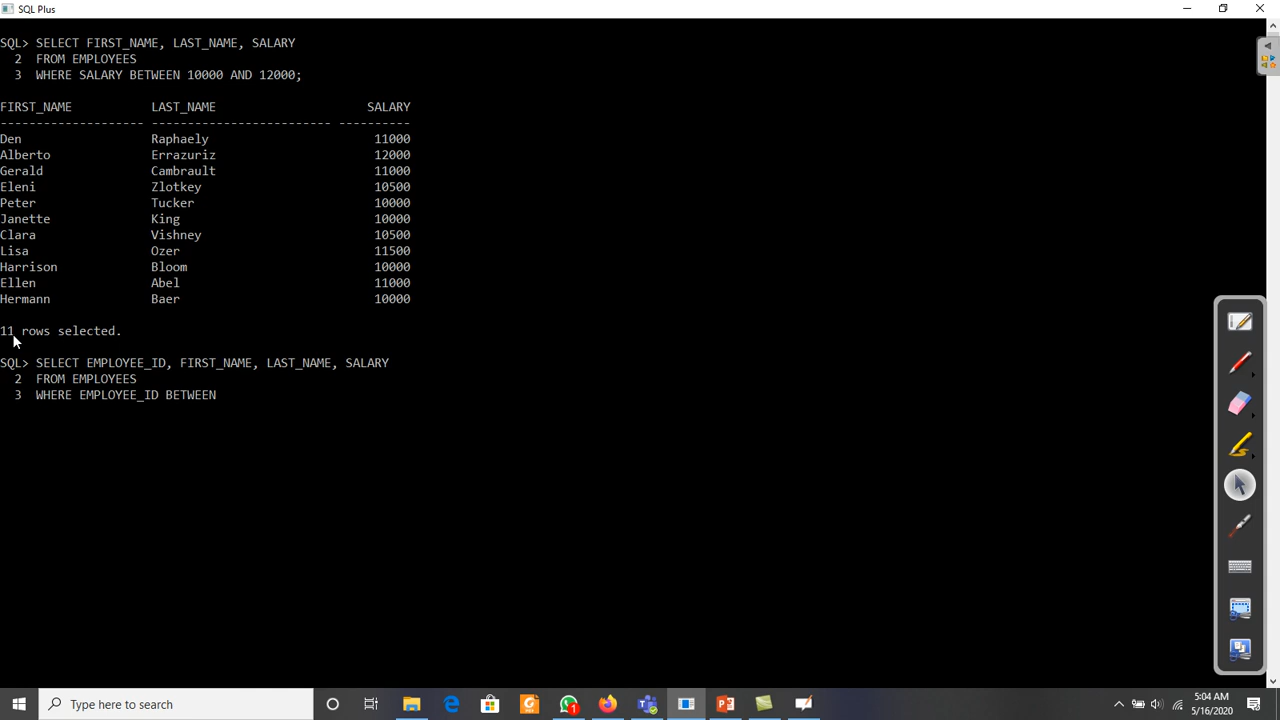 SQL Plus
SQL> SELECT FIRST_NAME, LAST_NAME, SALARY
2 FROM EMPLOYEES
3 WHERE SALARY BETWEEN 10000 AND 12000;
FIRST_NAME LAST_NAME SALARY
-------------------- ------------------------- ----------
Den Raphaely 11000
Alberto Errazuriz 12000
Gerald Cambrault 11000
Eleni Zlotkey 10500
Peter Tucker 10000
Janette King 10000
Clara Vishney 10500
Lisa Ozer 11500
Harrison Bloom 10000
Ellen Abel 11000
Hermann Baer 10000
11 rows selected.
SQL> SELECT EMPLOYEE_ID, FIRST_NAME, LAST_NAME, SALARY
2 FROM EMPLOYEES
3 WHERE EMPLOYEE_ID BETWEEN
Type here to search
1
5:04 AM
5/16/2020